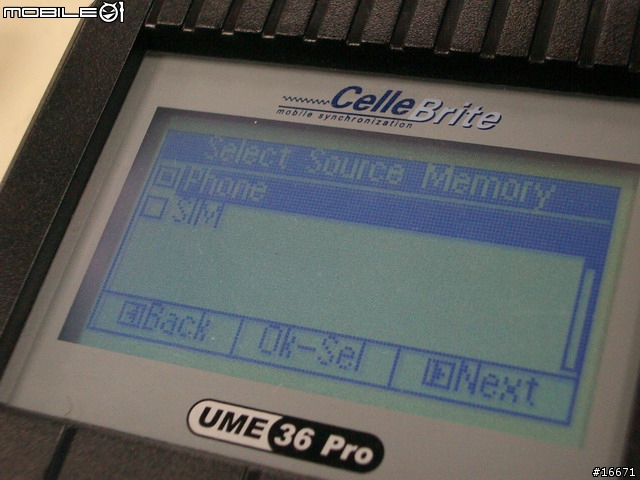 MOBILE01
CelleBrite
mobile synchronization
Select Source Memory
Phone
SIM
Back Ok-Sel Next
UME 36 Pro
#16671